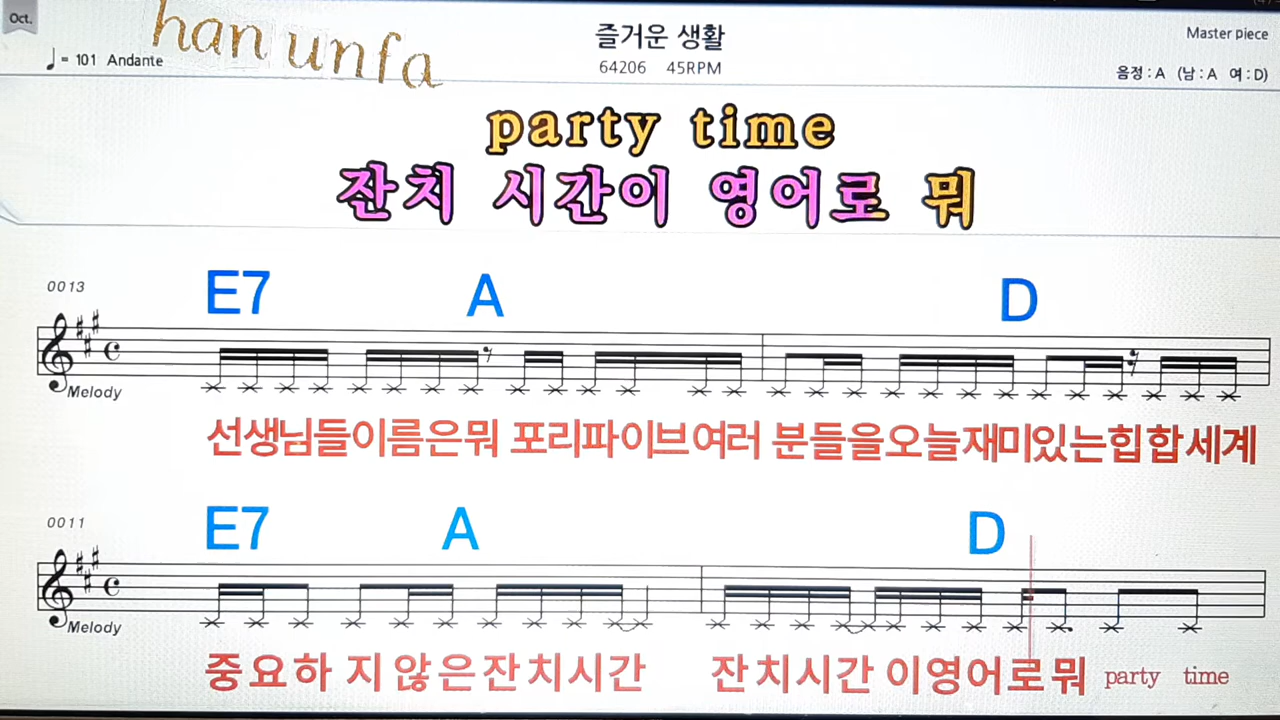 Oct.
han unfa
즐거운 생활
Master piece
♩= 101 Andante
64206 45RPM
음정 : A (남 : A 여 : D)
party time
잔치 시간이 영어로 뭐
E7 A D
0013
Melody
선생님들이름은뭐 포리파이브여러 분들을오늘재미있는힙합세계
E7 A D
0011
Melody
중요하 지않은잔치시간 잔치시간 이영어로뭐 party time